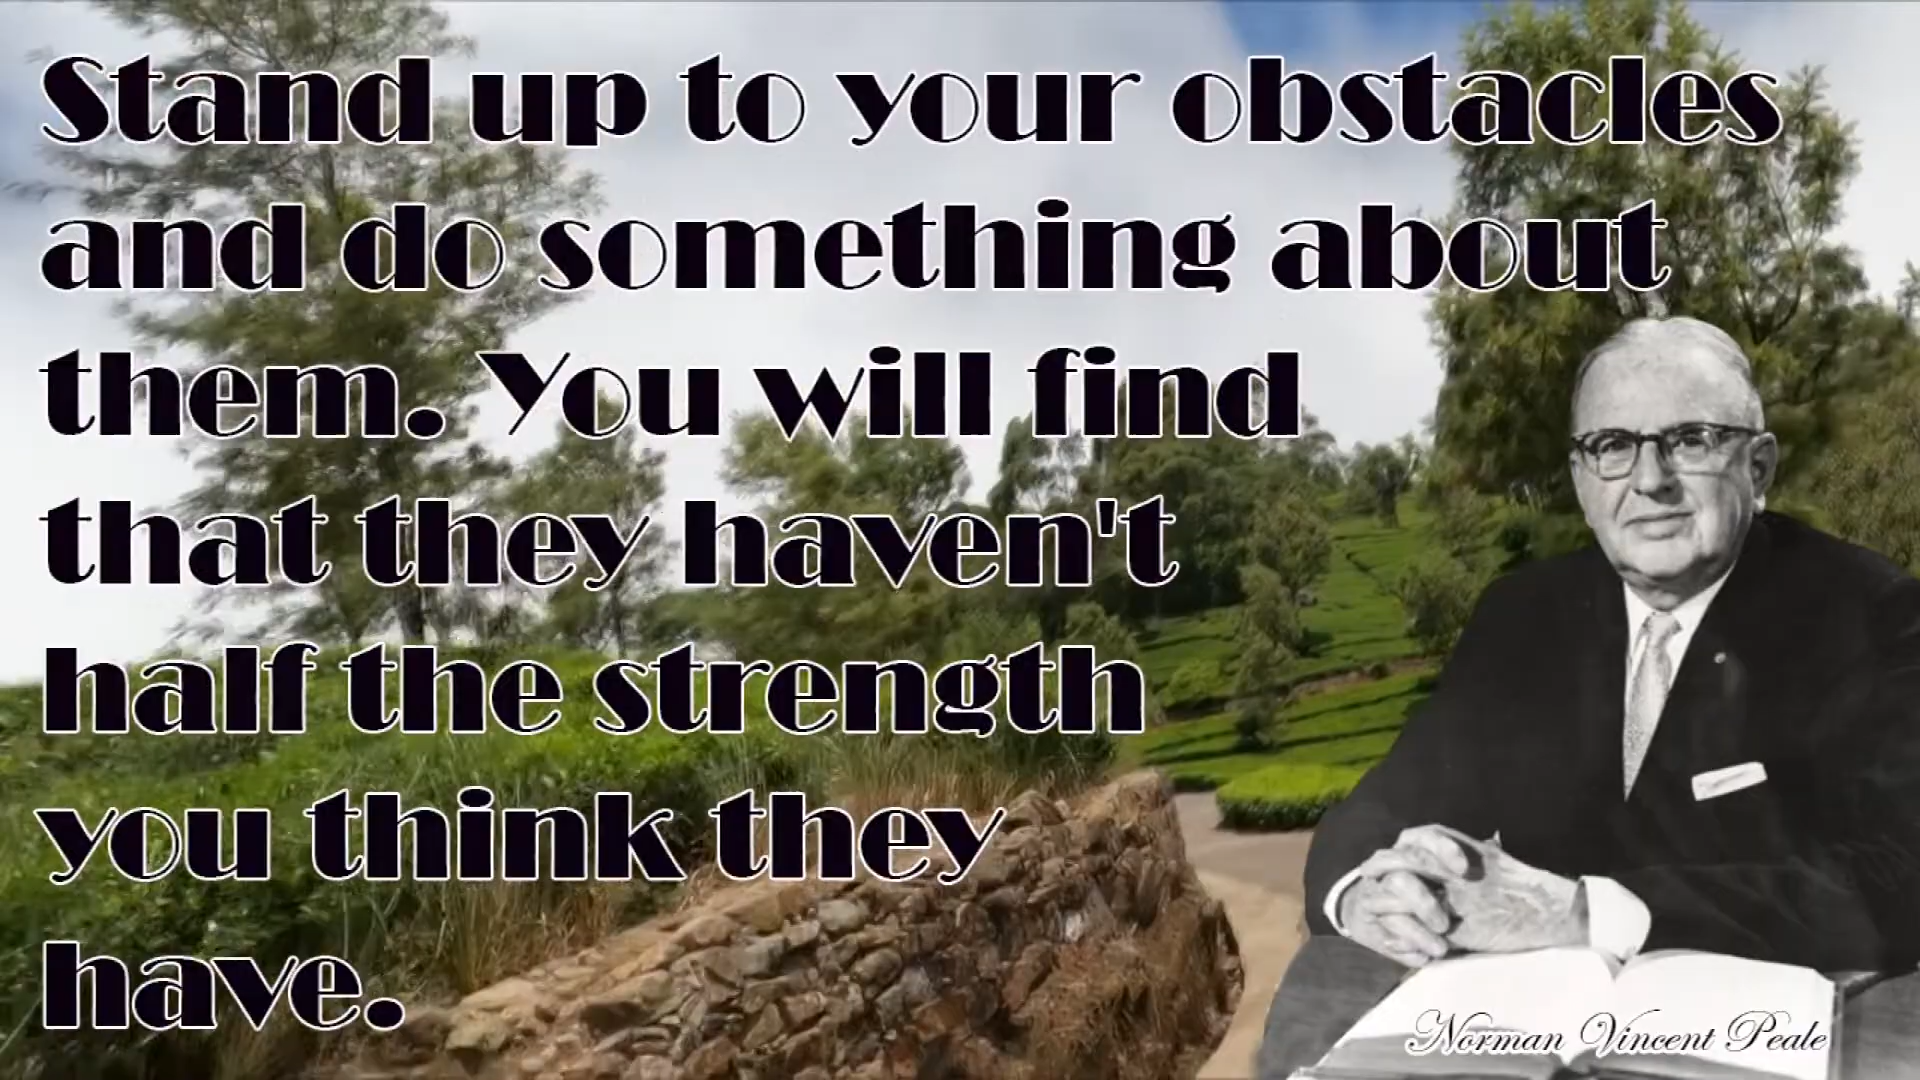 Stand up to your obstacles
and do something about
them. You will find
that they haven't
half the strength
you think they
have.
Norman Vincent Peale